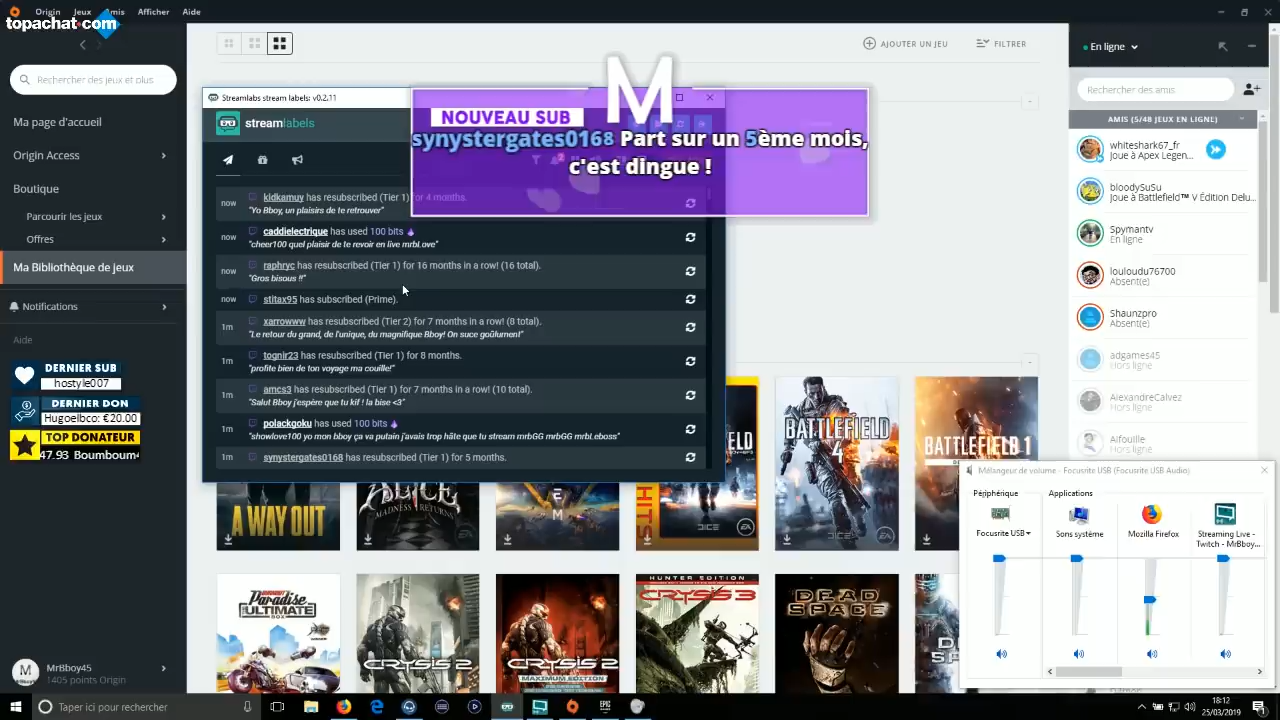 Origin Jeux Amis Afficher Aide
topachat.com
Rechercher des jeux et plus
Ma page d'accueil
Origin Access
Boutique
Parcourir les jeux
Offres
Ma Bibliothèque de jeux
Notifications
Aide
DERNIER SUB
hostyle007
DERNIER DON
Hugoelbco: €20.00
TOP DONATEUR
47.93 Boumboum4
MrBboy45
1405 points Origin
AJOUTER UN JEU
FILTRER
Streamlabs stream labels: v0.2.11
streamlabels
M
NOUVEAU SUB
synystergates0168 Part sur un 5ème mois,
c'est dingue !
now kidkamuy has resubscribed (Tier 1) for 4 months.
"Yo Bboy, un plaisirs de te retrouver"
now caddielectrique has used 100 bits
"cheer100 quel plaisir de te revoir en live mrbLove"
now raphryc has resubscribed (Tier 1) for 16 months in a row! (16 total).
"Gros bisous !!"
now stitax95 has subscribed (Prime).
1m xarrowww has resubscribed (Tier 2) for 7 months in a row! (8 total).
"Le retour du grand, de l'unique, du magnifique Bboy! On suce goûlument"
1m tognir23 has resubscribed (Tier 1) for 8 months.
"profite bien de ton voyage ma couille!"
1m amcs3 has resubscribed (Tier 1) for 7 months in a row! (10 total).
"Salut Bboy j'espère que tu kif ! la bise <3"
1m polackgoku has used 100 bits
"showlove100 yo mon bboy ça va putain j'avais trop hâte que tu stream mrbGG mrbGG mrbLeboss"
1m synystergates0168 has resubscribed (Tier 1) for 5 months.
A WAY OUT
ALICE
MADNESS RETURNS
DICE EA
BATTLEFIELD
4
DICE EA
BATTLEFIELD 1
Paradise
ULTIMATE
BOX
CRYSIS 2
CRYSIS 2
MAXIMUM EDITION
HUNTER EDITION
CRYSIS 3
DEAD
SPACE
En ligne
Rechercher des amis
AMIS (5/48 JEUX EN LIGNE)
whiteshark67_fr
Joue à Apex Legen...
bloodySuSu
Joue à Battlefield™ V Édition Delu...
Spymantv
En ligne
louloudu76700
Absent(e)
Shaunzpro
Absent(e)
adgames45
Hors ligne
AlexandreCalvez
Hors ligne
Alfouille
Hors ligne
Mélangeur de volume - Focusrite USB (Focusrite USB Audio)
Périphérique
Applications
Focusrite USB
Sons système
Mozilla Firefox
Streaming Live -
Twitch - MrBboy...
Taper ici pour rechercher
EPIC
18:12
25/03/2019